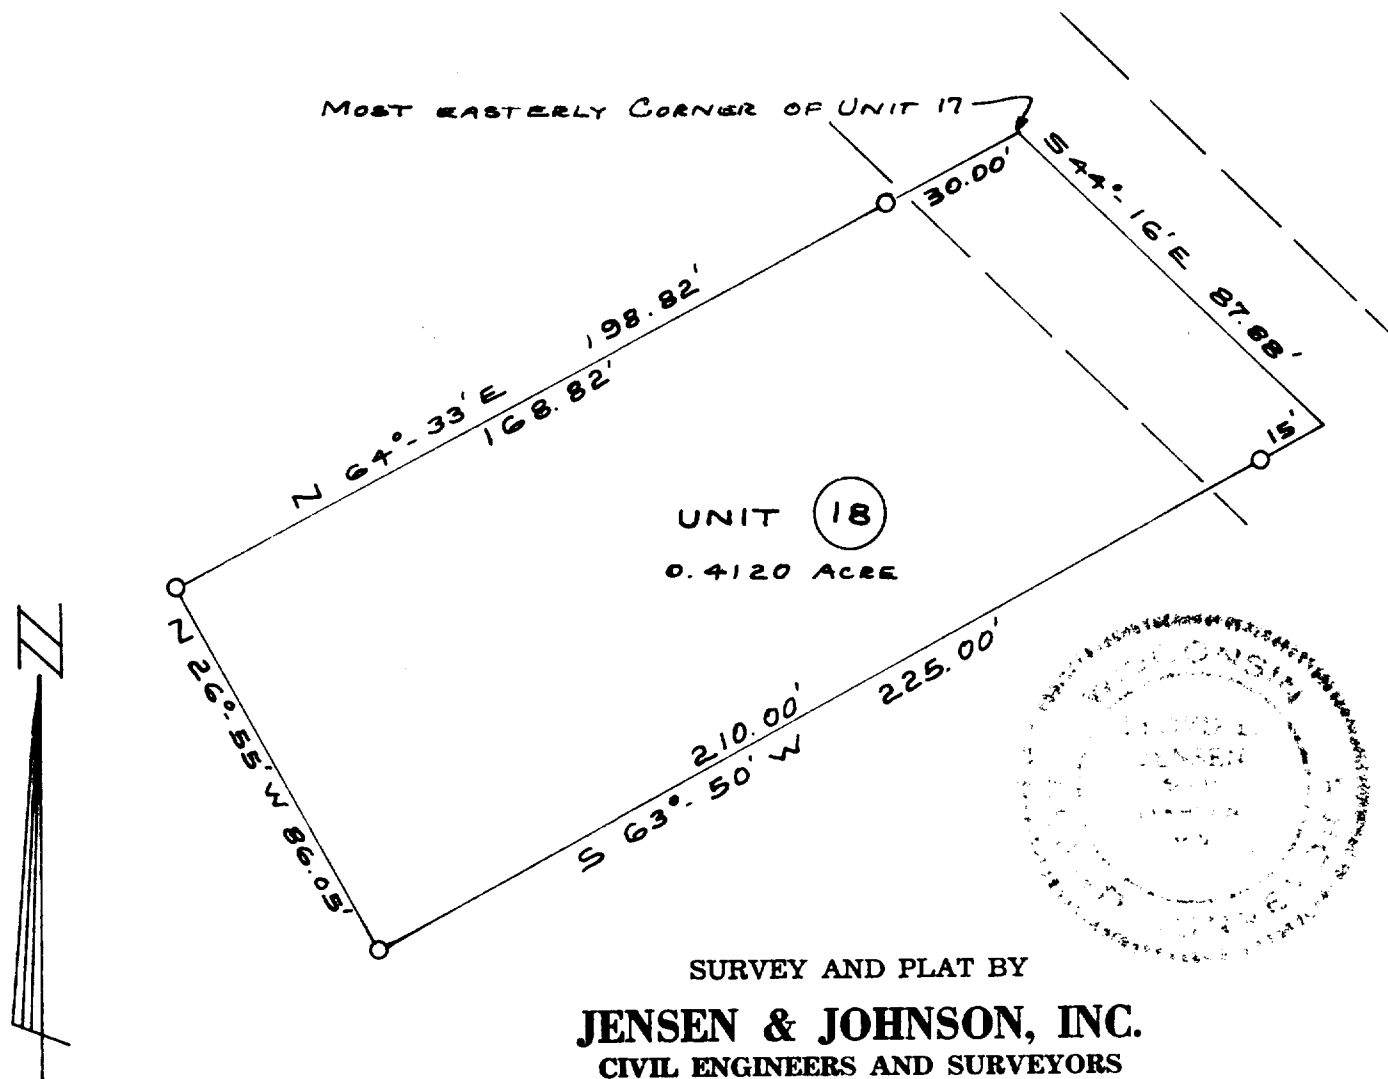 MOST EASTERLY CORNER OF UNIT 17
30.00'
S 44°-16' E 87.88'
198.82'
N 64°-33' E
168.82'
15'
UNIT 18
0.4120 ACRE
N
N 26°-55' W 86.05'
225.00'
210.00'
S 63°-50' W
WISCONSIN
JENSEN
SURVEY AND PLAT BY
JENSEN & JOHNSON, INC.
CIVIL ENGINEERS AND SURVEYORS